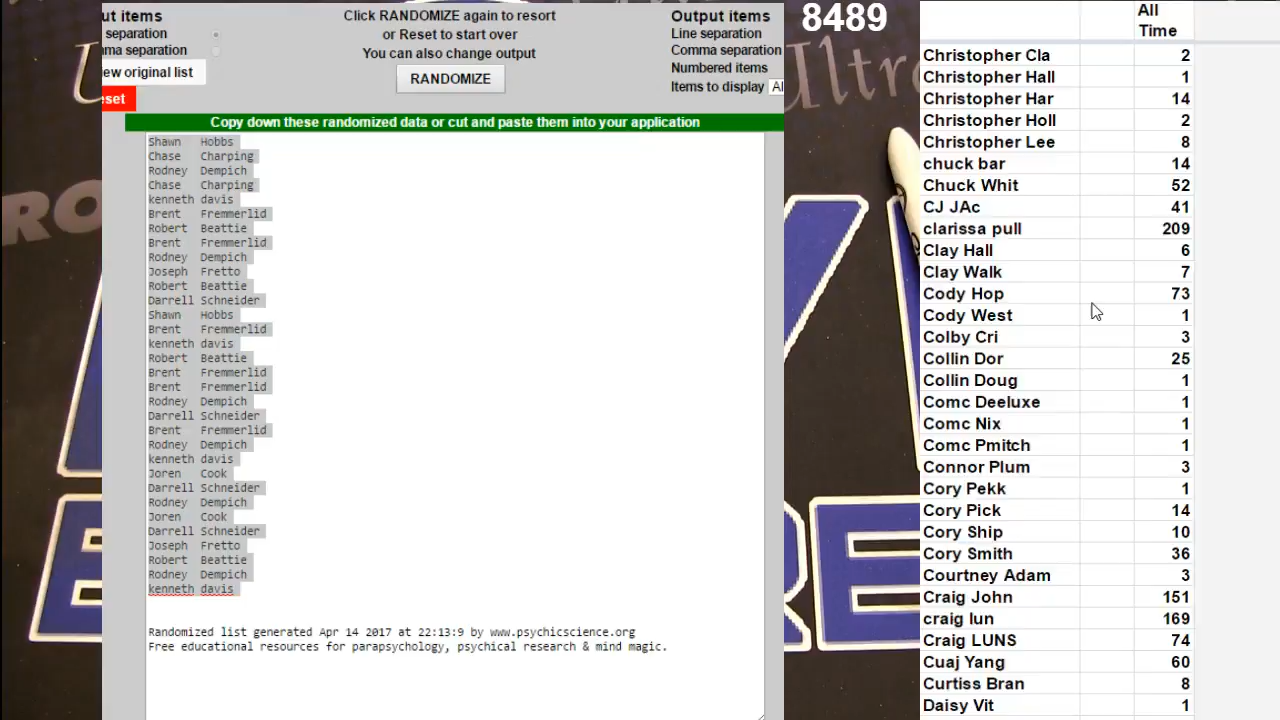 ut items
separation
mma separation
ew original list
set
Click RANDOMIZE again to resort
or Reset to start over
You can also change output
RANDOMIZE
Output items
Line separation
Comma separation
Numbered items
Items to display Al
8489
Copy down these randomized data or cut and paste them into your application
Shawn Hobbs
Chase Charping
Rodney Dempich
Chase Charping
kenneth davis
Brent Fremmerlid
Robert Beattie
Brent Fremmerlid
Rodney Dempich
Joseph Fretto
Robert Beattie
Darrell Schneider
Shawn Hobbs
Brent Fremmerlid
kenneth davis
Robert Beattie
Brent Fremmerlid
Brent Fremmerlid
Rodney Dempich
Darrell Schneider
Brent Fremmerlid
Rodney Dempich
kenneth davis
Joren Cook
Darrell Schneider
Rodney Dempich
Joren Cook
Darrell Schneider
Joseph Fretto
Robert Beattie
Rodney Dempich
kenneth davis
Randomized list generated Apr 14 2017 at 22:13:9 by www.psychicscience.org
Free educational resources for parapsychology, psychical research & mind magic.
All
Time
Christopher Cla 2
Christopher Hall 1
Christopher Har 14
Christopher Holl 2
Christopher Lee 8
chuck bar 14
Chuck Whit 52
CJ JAc 41
clarissa pull 209
Clay Hall 6
Clay Walk 7
Cody Hop 73
Cody West 1
Colby Cri 3
Collin Dor 25
Collin Doug 1
Comc Deeluxe 1
Comc Nix 1
Comc Pmitch 1
Connor Plum 3
Cory Pekk 1
Cory Pick 14
Cory Ship 10
Cory Smith 36
Courtney Adam 3
Craig John 151
craig lun 169
Craig LUNS 74
Cuaj Yang 60
Curtiss Bran 8
Daisy Vit 1